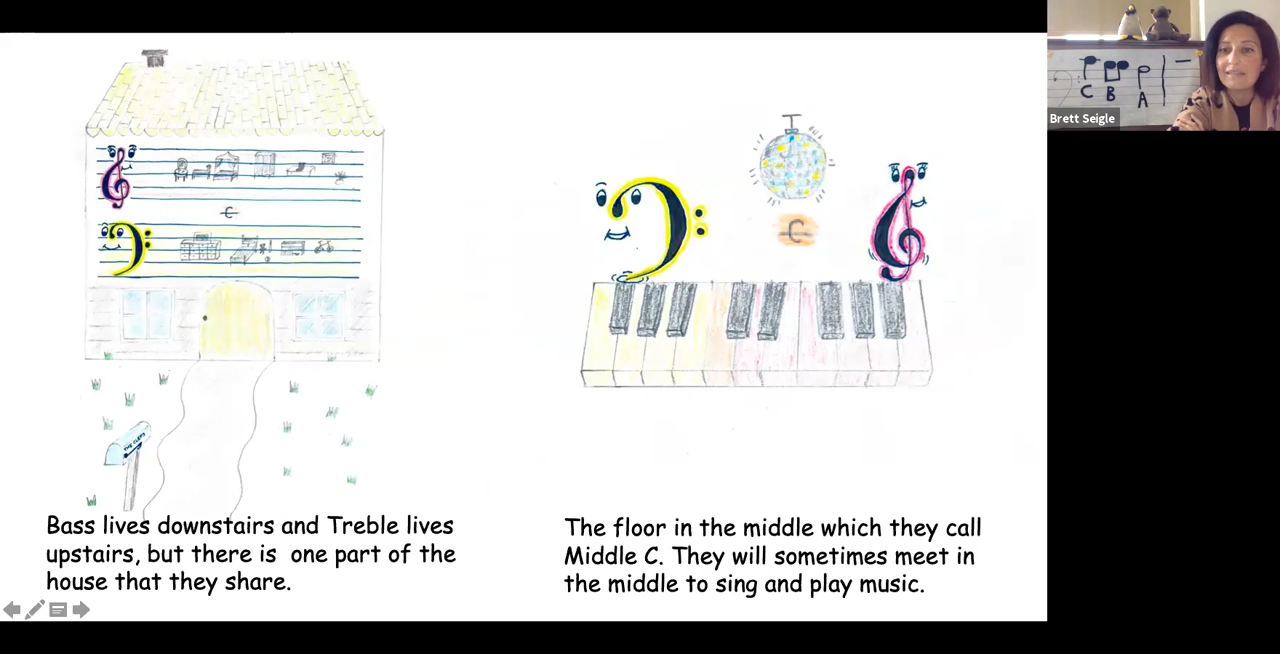 C
THE CLEFS
Bass lives downstairs and Treble lives
upstairs, but there is one part of the
house that they share.
C
The floor in the middle which they call
Middle C. They will sometimes meet in
the middle to sing and play music.
C B A
Brett Seigle